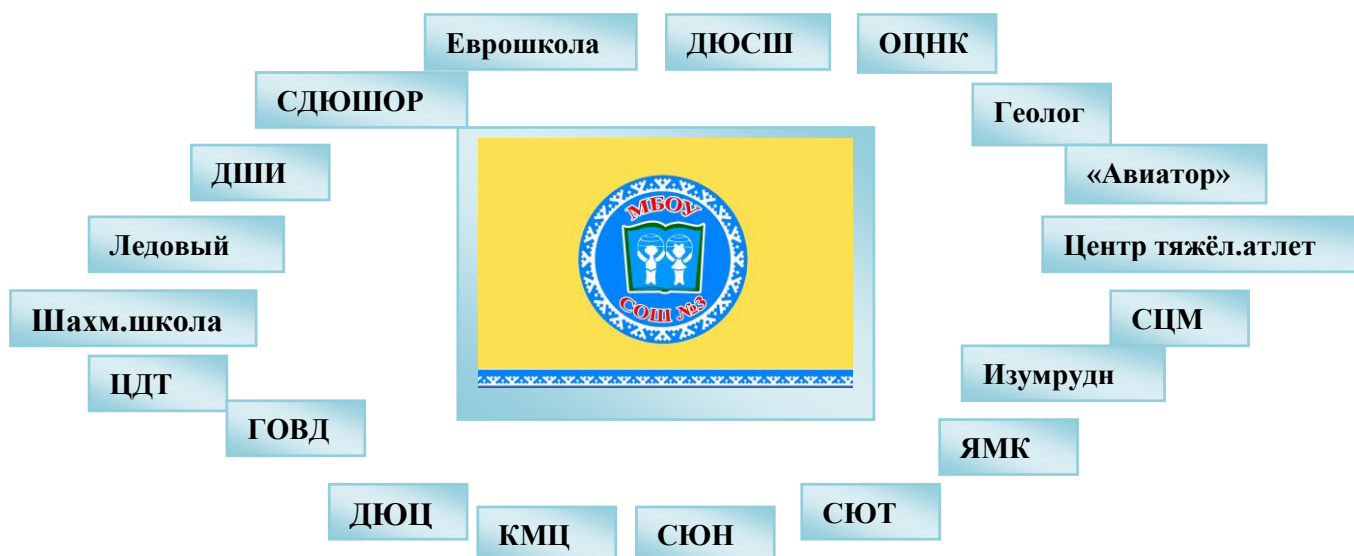 Еврошкола
ДЮСШ
ОЦНК
СДЮШОР
Геолог
ДШИ
«Авиатор»
МБОУ
СОШ №3
Ледовый
Центр тяжёл.атлет
Шахм.школа
СЦМ
ЦДТ
Изумрудн
ГОВД
ЯМК
ДЮЦ
КМЦ
СЮН
СЮТ